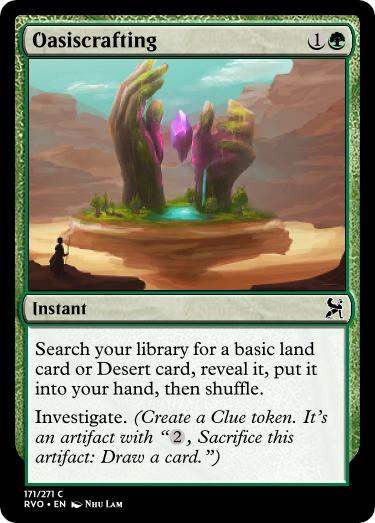 Oasiscrafting 1
Instant
Search your library for a basic land
card or Desert card, reveal it, put it
into your hand, then shuffle.
Investigate. (Create a Clue token. It's
an artifact with “2, Sacrifice this
artifact: Draw a card.”)
171/271 C
RVO • EN Nhu Lam